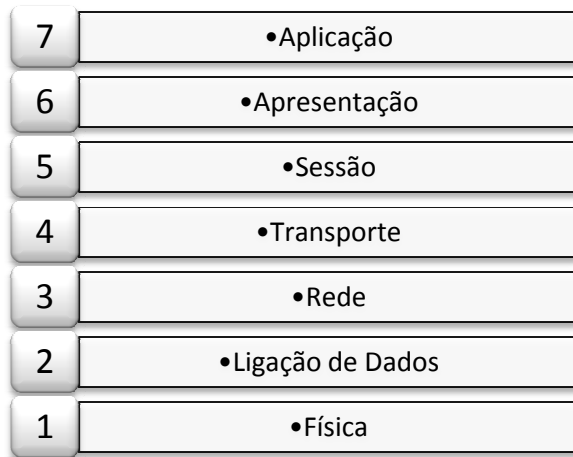 7 •Aplicação
6 •Apresentação
5 •Sessão
4 •Transporte
3 •Rede
2 •Ligação de Dados
1 •Física